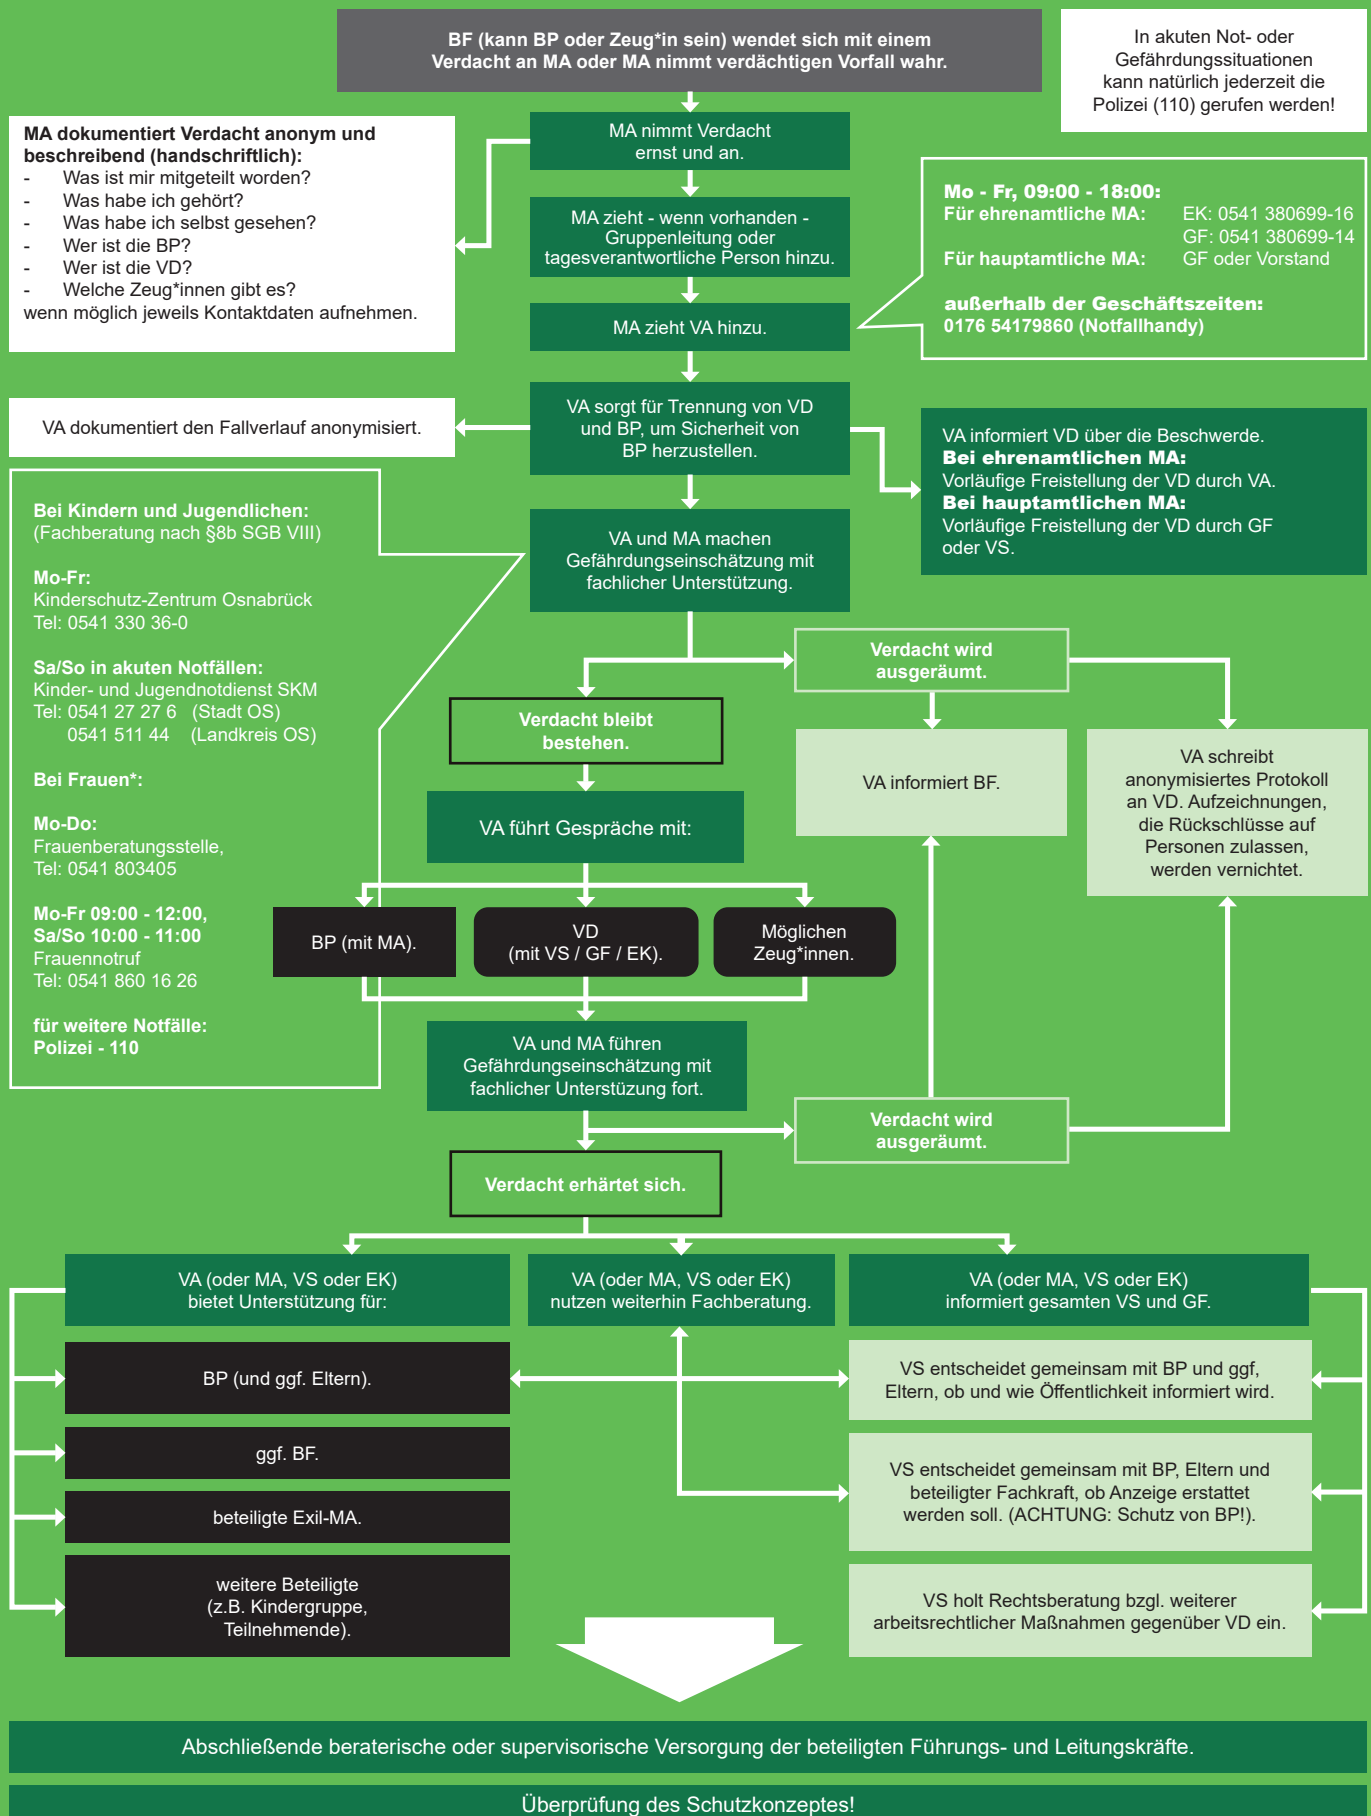 BF (kann BP oder Zeug*in sein) wendet sich mit einem
Verdacht an MA oder MA nimmt verdächtigen Vorfall wahr.
In akuten Not- oder
Gefährdungssituationen
kann natürlich jederzeit die
Polizei (110) gerufen werden!
MA nimmt Verdacht
ernst und an.
MA dokumentiert Verdacht anonym und
beschreibend (handschriftlich):
- Was ist mir mitgeteilt worden?
- Was habe ich gehört?
- Was habe ich selbst gesehen?
- Wer ist die BP?
- Wer ist die VD?
- Welche Zeug*innen gibt es?
wenn möglich jeweils Kontaktdaten aufnehmen.
MA zieht - wenn vorhanden -
Gruppenleitung oder
tagesverantwortliche Person hinzu.
MA zieht VA hinzu.
Mo - Fr, 09:00 - 18:00:
Für ehrenamtliche MA: EK: 0541 380699-16
GF: 0541 380699-14
Für hauptamtliche MA: GF oder Vorstand
außerhalb der Geschäftszeiten:
0176 54179860 (Notfallhandy)
VA sorgt für Trennung von VD
und BP, um Sicherheit von
BP herzustellen.
VA dokumentiert den Fallverlauf anonymisiert.
VA informiert VD über die Beschwerde.
Bei ehrenamtlichen MA:
Vorläufige Freistellung der VD durch VA.
Bei hauptamtlichen MA:
Vorläufige Freistellung der VD durch GF
oder VS.
VA und MA machen
Gefährdungseinschätzung mit
fachlicher Unterstützung.
Bei Kindern und Jugendlichen:
(Fachberatung nach §8b SGB VIII)
Mo-Fr:
Kinderschutz-Zentrum Osnabrück
Tel: 0541 330 36-0
Sa/So in akuten Notfällen:
Kinder- und Jugendnotdienst SKM
Tel: 0541 27 27 6 (Stadt OS)
0541 511 44 (Landkreis OS)
Bei Frauen*:
Mo-Do:
Frauenberatungsstelle,
Tel: 0541 803405
Mo-Fr 09:00 - 12:00,
Sa/So 10:00 - 11:00
Frauennotruf
Tel: 0541 860 16 26
für weitere Notfälle:
Polizei - 110
Verdacht wird
ausgeräumt.
Verdacht bleibt
bestehen.
VA informiert BF.
VA schreibt
anonymisiertes Protokoll
an VD. Aufzeichnungen,
die Rückschlüsse auf
Personen zulassen,
werden vernichtet.
VA führt Gespräche mit:
BP (mit MA).
VD
(mit VS / GF / EK).
Möglichen
Zeug*innen.
VA und MA führen
Gefährdungseinschätzung mit
fachlicher Unterstüzung fort.
Verdacht wird
ausgeräumt.
Verdacht erhärtet sich.
VA (oder MA, VS oder EK)
bietet Unterstützung für:
VA (oder MA, VS oder EK)
nutzen weiterhin Fachberatung.
VA (oder MA, VS oder EK)
informiert gesamten VS und GF.
BP (und ggf. Eltern).
ggf. BF.
beteiligte Exil-MA.
weitere Beteiligte
(z.B. Kindergruppe,
Teilnehmende).
VS entscheidet gemeinsam mit BP und ggf,
Eltern, ob und wie Öffentlichkeit informiert wird.
VS entscheidet gemeinsam mit BP, Eltern und
beteiligter Fachkraft, ob Anzeige erstattet
werden soll. (ACHTUNG: Schutz von BP!).
VS holt Rechtsberatung bzgl. weiterer
arbeitsrechtlicher Maßnahmen gegenüber VD ein.
Abschließende beraterische oder supervisorische Versorgung der beteiligten Führungs- und Leitungskräfte.
Überprüfung des Schutzkonzeptes!